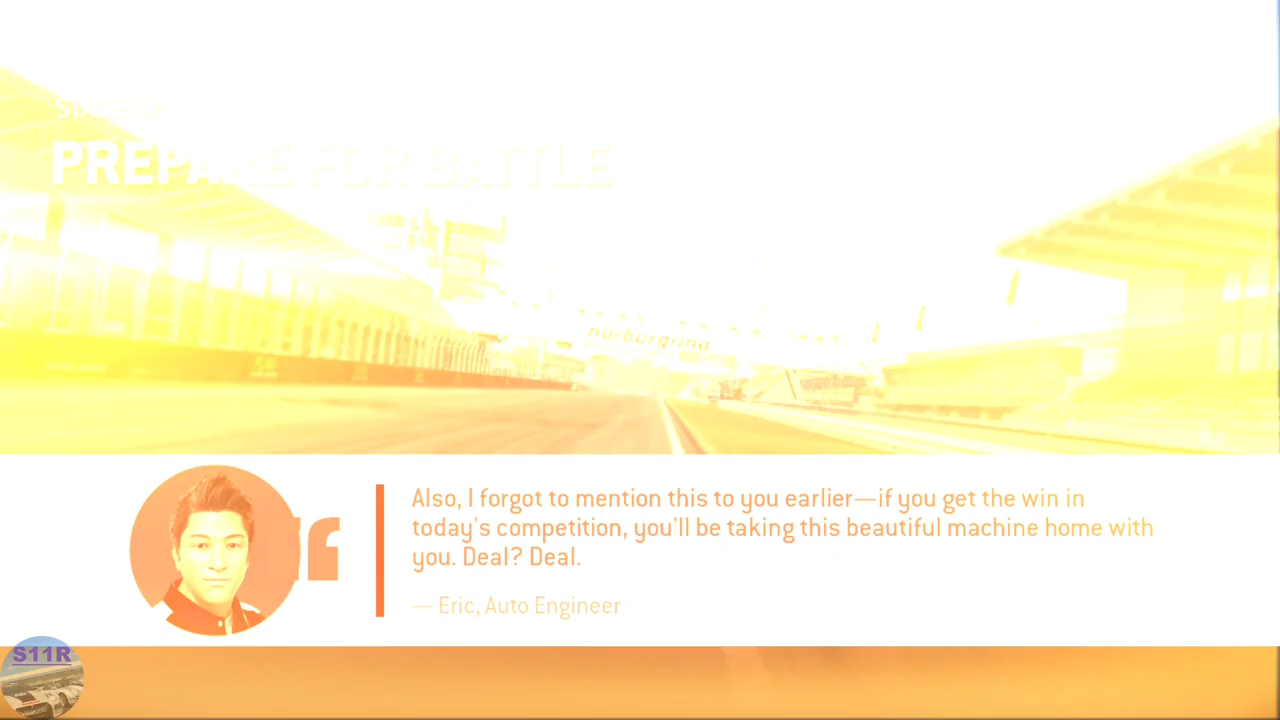 PREPARE FOR BATTLE
nurburgring
Also, I forgot to mention this to you earlier—if you get the win in
today's competition, you'll be taking this beautiful machine home with
you. Deal? Deal.
— Eric, Auto Engineer
S11R